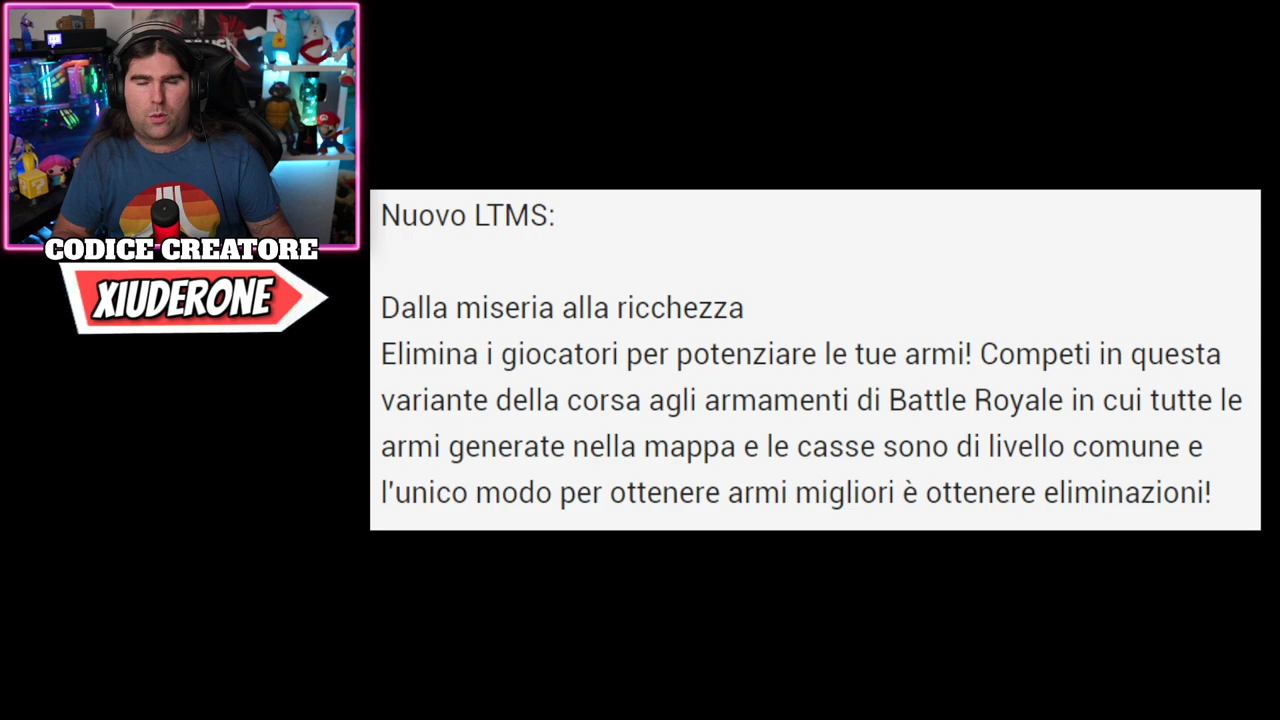 CODICE CREATORE
XIUDERONE
Nuovo LTMS:
Dalla miseria alla ricchezza
Elimina i giocatori per potenziare le tue armi! Competi in questa
variante della corsa agli armamenti di Battle Royale in cui tutte le
armi generate nella mappa e le casse sono di livello comune e
l'unico modo per ottenere armi migliori è ottenere eliminazioni!